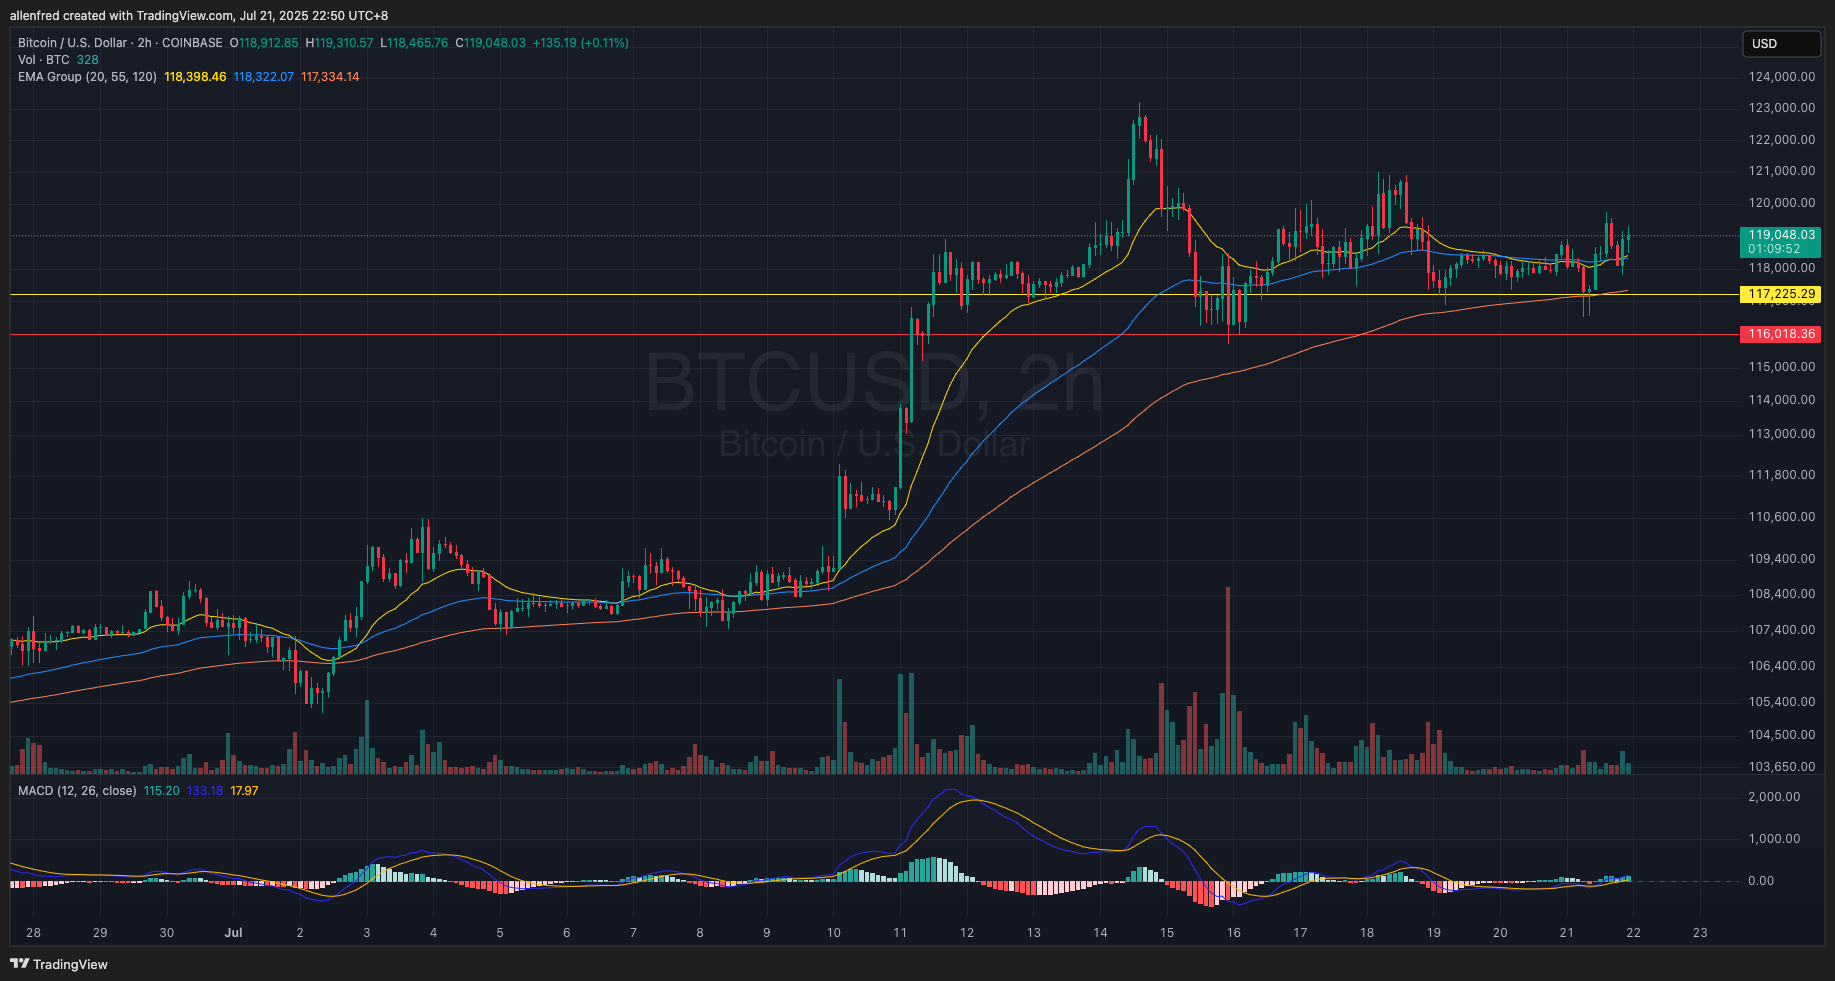 allenfred created with TradingView.com, Jul 21, 2025 22:50 UTC+8
Bitcoin / U.S. Dollar · 2h · COINBASE O118,912.85 H119,310.57 L118,465.76 C119,048.03 +135.19 (+0.11%)
USD
Vol · BTC 328
EMA Group (20, 55, 120) 118,398.46 118,322.07 117,334.14
124,000.00
123,000.00
122,000.00
121,000.00
120,000.00
119,048.03
01:09:52
118,000.00
117,225.29
116,018.36
115,000.00
114,000.00
113,000.00
111,800.00
110,600.00
109,400.00
108,400.00
107,400.00
106,400.00
105,400.00
104,500.00
103,650.00
BTCUSD, 2h
Bitcoin / U.S. Dollar
MACD (12, 26, close) 115.20 133.18 17.97
2,000.00
1,000.00
0.00
28 29 30 Jul 2 3 4 5 6 7 8 9 10 11 12 13 14 15 16 17 18 19 20 21 22 23
TradingView